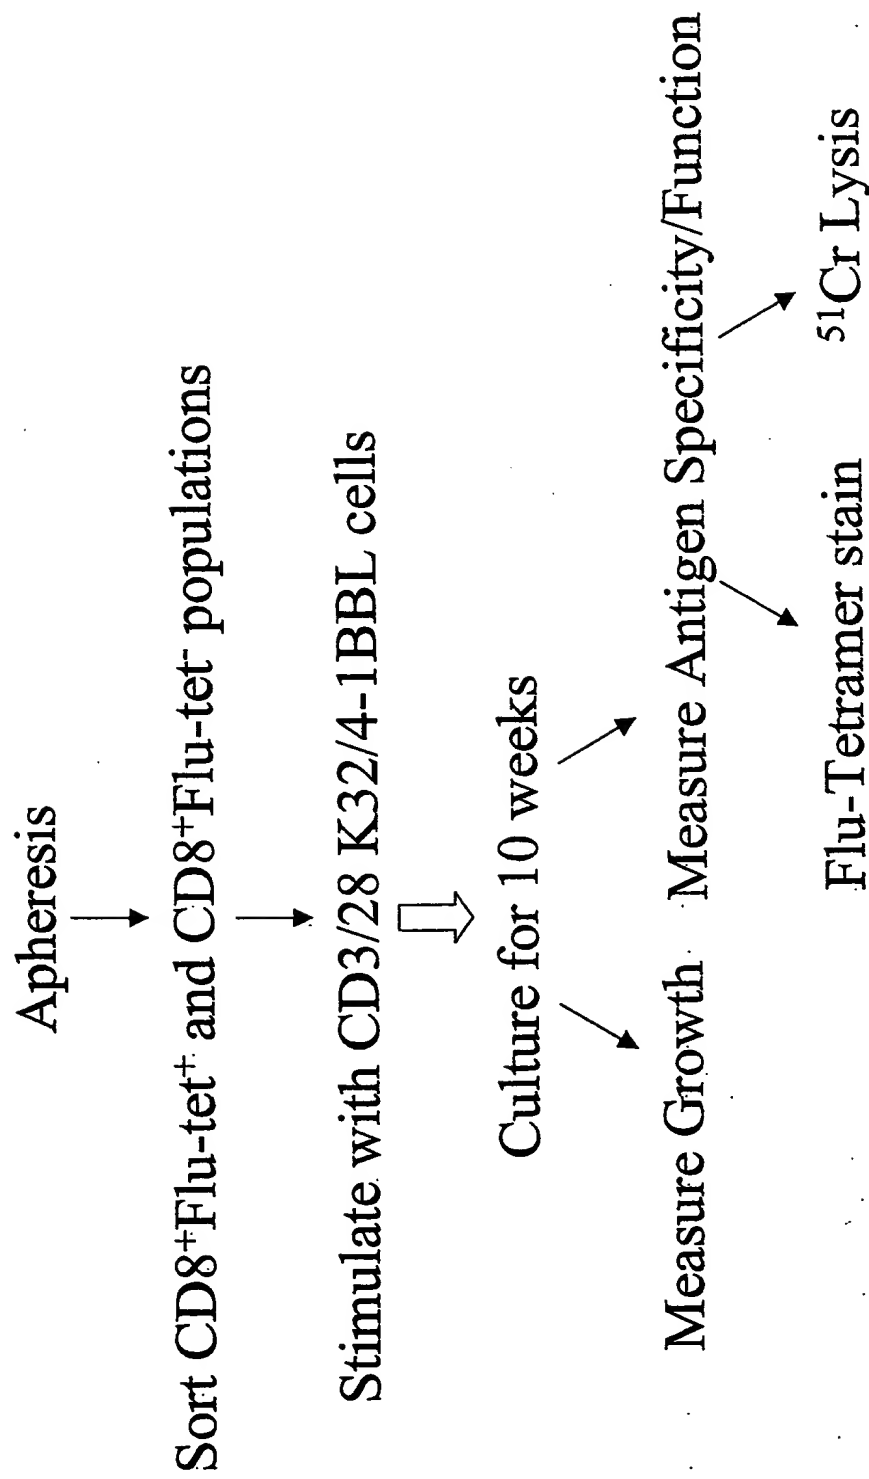 Apheresis
Sort CD8⁺Flu-tet⁺ and CD8⁺Flu-tet⁻ populations
Stimulate with CD3/28 K32/4-1BBL cells
Culture for 10 weeks
Measure Growth Measure Antigen Specificity/Function
Flu-Tetramer stain ⁵¹Cr Lysis